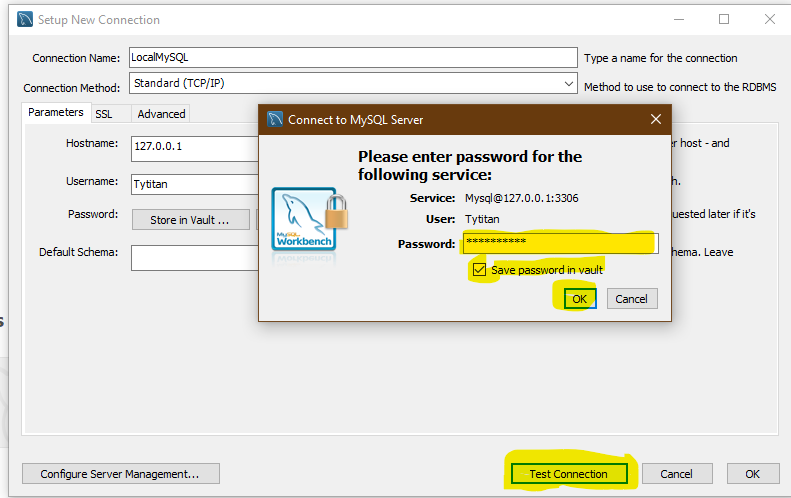 Setup New Connection
Connection Name: LocalMySQL Type a name for the connection
Connection Method: Standard (TCP/IP) Method to use to connect to the RDBMS
Parameters SSL Advanced
Hostname: 127.0.0.1 host - and
Username: Tytitan
Password: Store in Vault ... later if it's
Default Schema: Leave
Connect to MySQL Server
Please enter password for the
following service:
Service: Mysql@127.0.0.1:3306
User: Tytitan
Password: **********
Save password in vault
OK Cancel
MySQL
Workbench
Configure Server Management... Test Connection Cancel OK